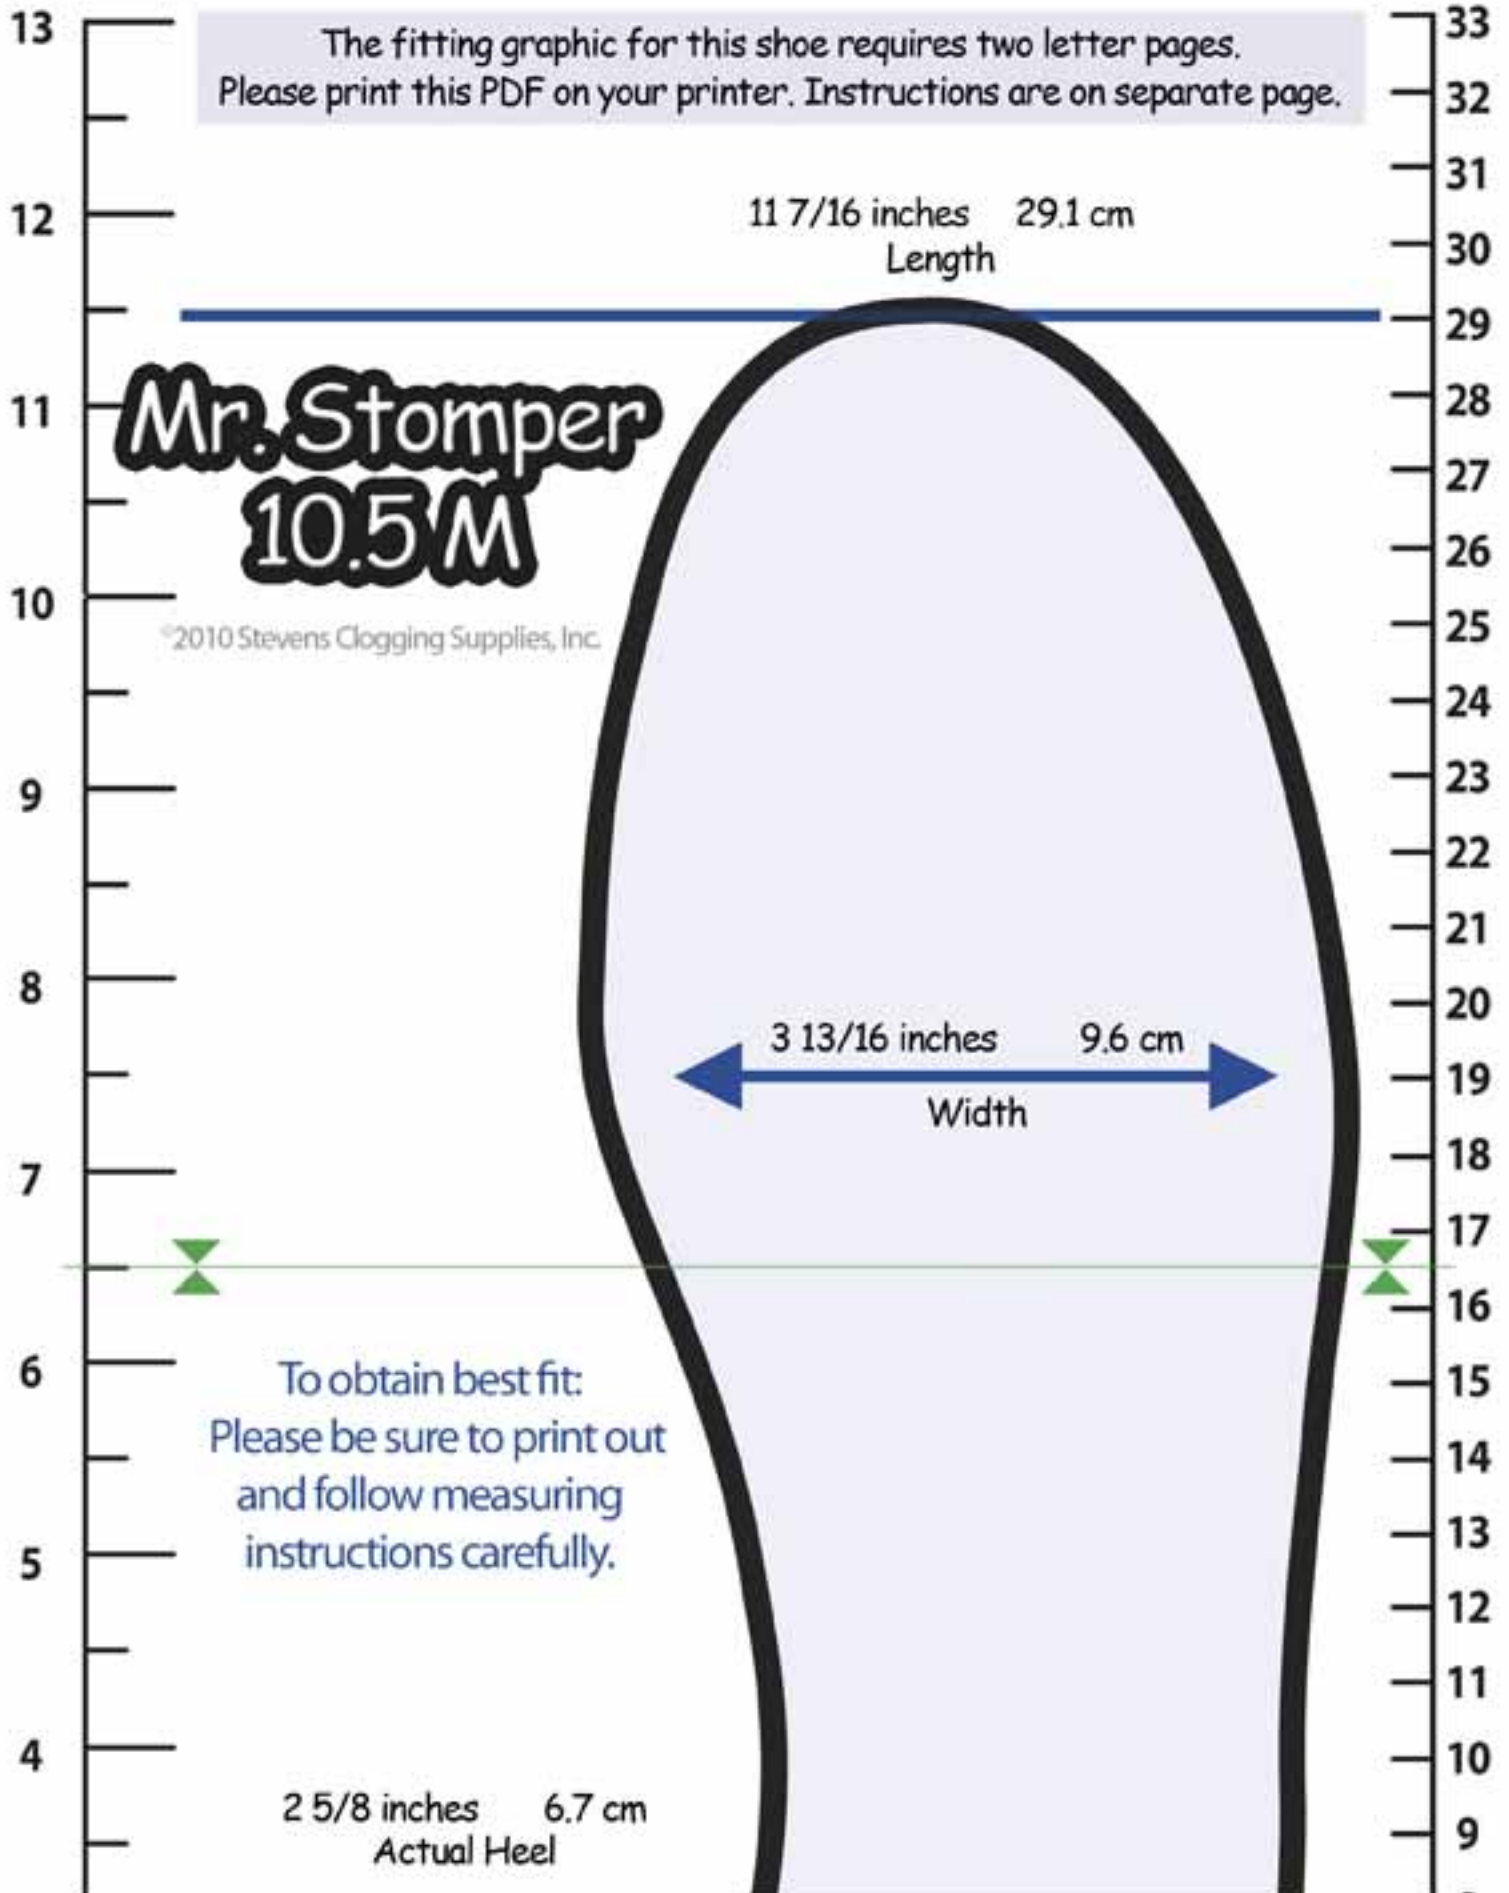 The fitting graphic for this shoe requires two letter pages.
Please print this PDF on your printer. Instructions are on separate page.
11 7/16 inches 29.1 cm
Length
Mr. Stomper
10.5 M
©2010 Stevens Clogging Supplies, Inc.
3 13/16 inches 9.6 cm
Width
To obtain best fit:
Please be sure to print out
and follow measuring
instructions carefully.
2 5/8 inches 6.7 cm
Actual Heel
13
12
11
10
9
8
7
6
5
4
33
32
31
30
29
28
27
26
25
24
23
22
21
20
19
18
17
16
15
14
13
12
11
10
9